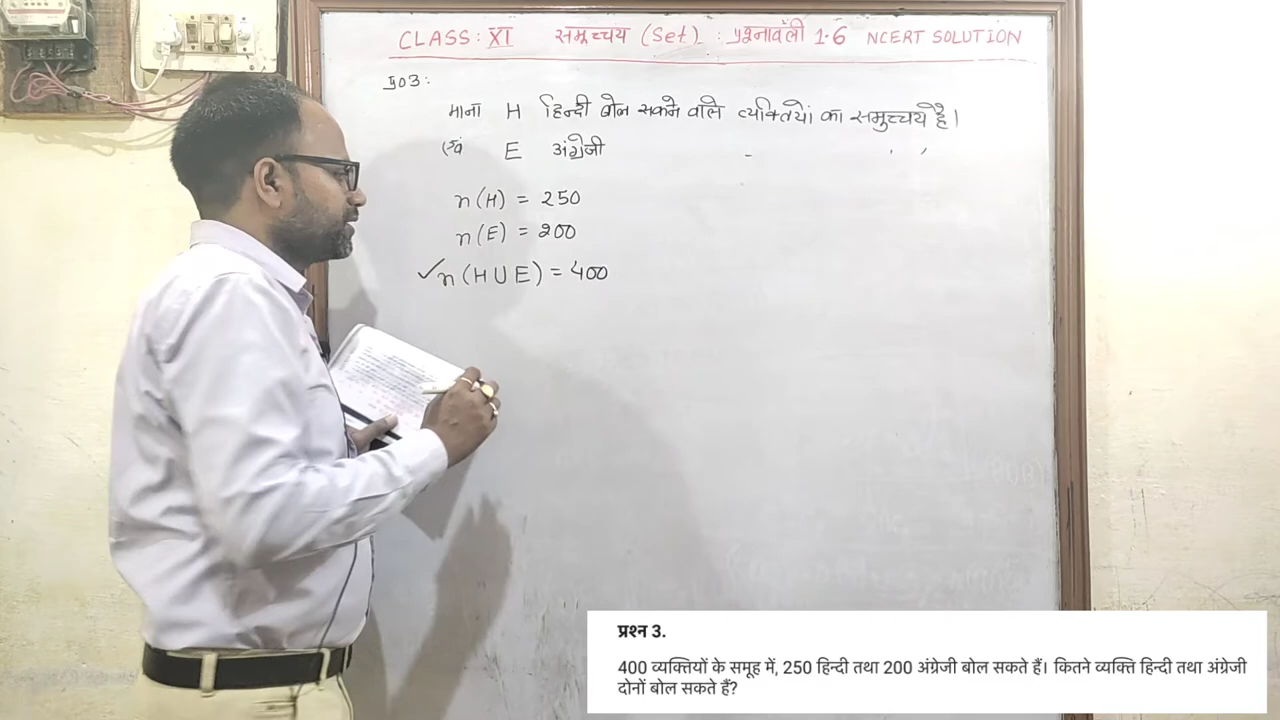 CLASS: XI समुच्चय (Set) : प्रश्नावली 1.6 NCERT SOLUTION
प्र03:
माना H हिन्दी बोल सकने वाले व्यक्तियों का समुच्चय है।
एवं E अंग्रेजी
n(H) = 250
n(E) = 200
✓n(H∪E) = 400
प्रश्न 3.
400 व्यक्तियों के समूह में, 250 हिन्दी तथा 200 अंग्रेजी बोल सकते हैं। कितने व्यक्ति हिन्दी तथा अंग्रेजी
दोनों बोल सकते हैं?